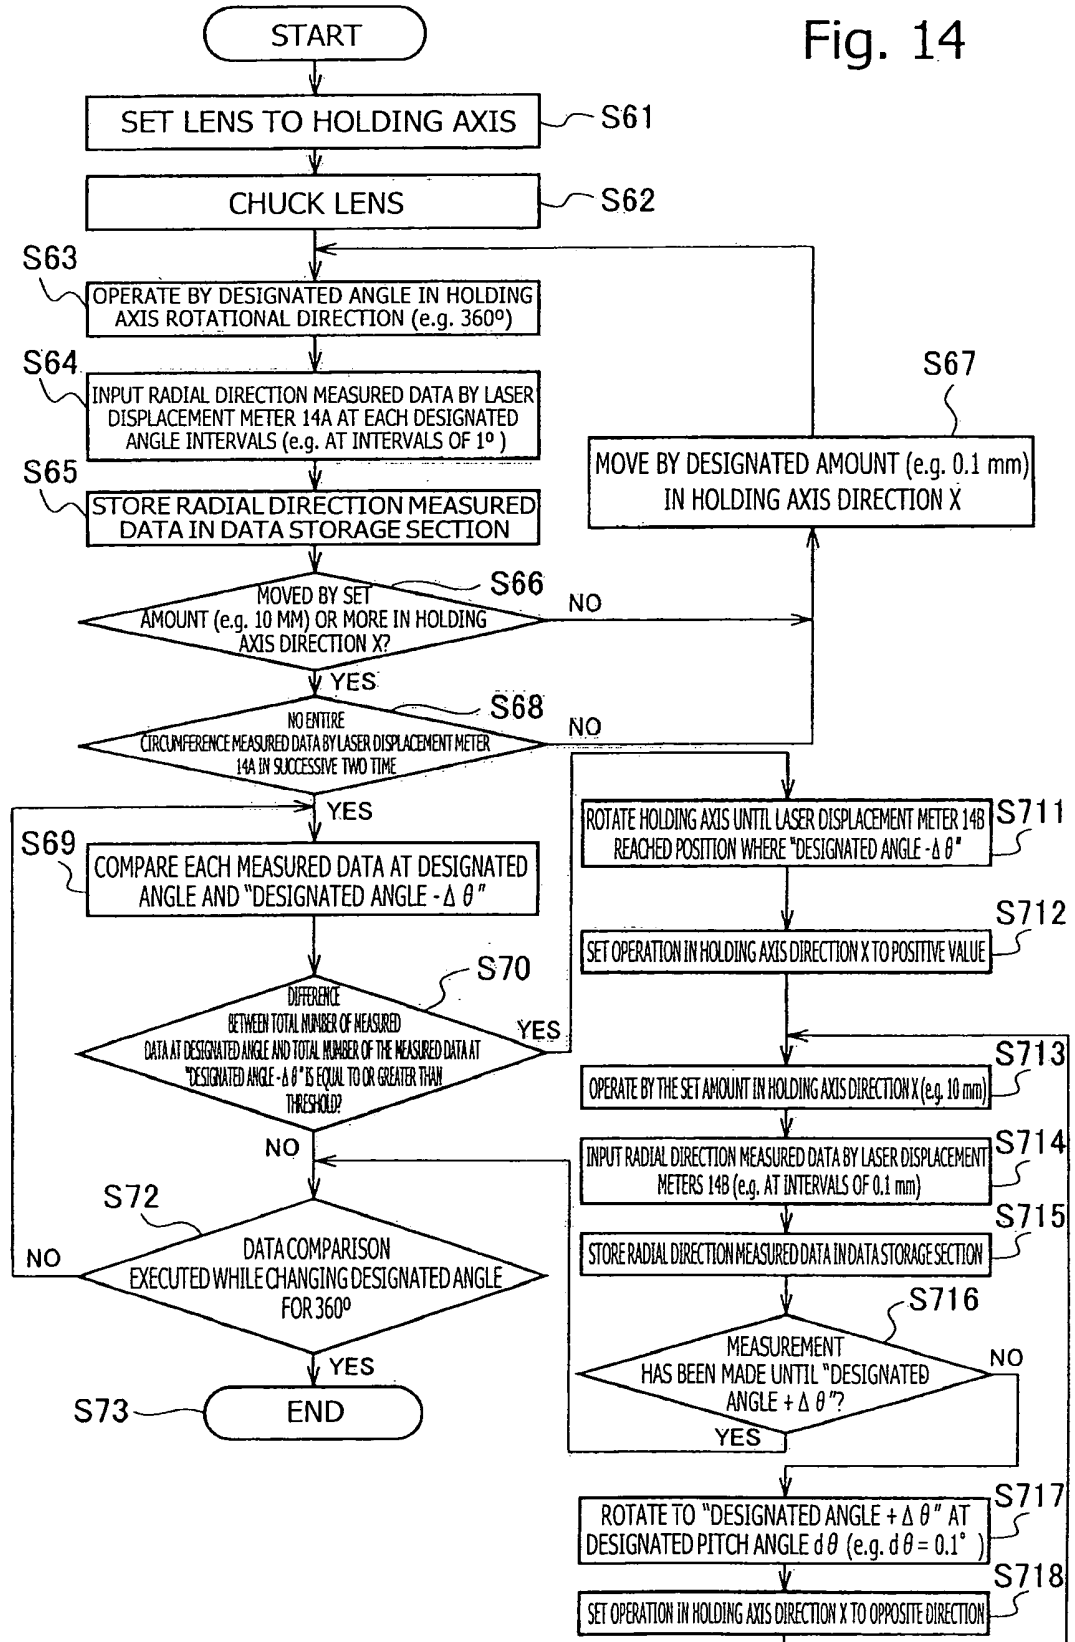 Fig. 14
START
SET LENS TO HOLDING AXIS
S61
CHUCK LENS
S62
S63
OPERATE BY DESIGNATED ANGLE IN HOLDING
AXIS ROTATIONAL DIRECTION (e.g. 360º)
S64
INPUT RADIAL DIRECTION MEASURED DATA BY LASER
DISPLACEMENT METER 14A AT EACH DESIGNATED
ANGLE INTERVALS (e.g. AT INTERVALS OF 1º )
S65
STORE RADIAL DIRECTION MEASURED
DATA IN DATA STORAGE SECTION
S66
MOVED BY SET
AMOUNT (e.g. 10 MM) OR MORE IN HOLDING
AXIS DIRECTION X?
NO
YES
S67
MOVE BY DESIGNATED AMOUNT (e.g. 0.1 mm)
IN HOLDING AXIS DIRECTION X
S68
NO ENTIRE
CIRCUMFERENCE MEASURED DATA BY LASER DISPLACEMENT METER
14A IN SUCCESSIVE TWO TIME
NO
YES
S69
COMPARE EACH MEASURED DATA AT DESIGNATED
ANGLE AND "DESIGNATED ANGLE - Δ θ"
S70
DIFFERENCE
BETWEEN TOTAL NUMBER OF MEASURED
DATA AT DESIGNATED ANGLE AND TOTAL NUMBER OF THE MEASURED DATA AT
"DESIGNATED ANGLE - Δ θ" IS EQUAL TO OR GREATER THAN
THRESHOLD?
YES
NO
S72
DATA COMPARISON
EXECUTED WHILE CHANGING DESIGNATED ANGLE
FOR 360º
NO
YES
S73
END
S711
ROTATE HOLDING AXIS UNTIL LASER DISPLACEMENT METER 14B
REACHED POSITION WHERE "DESIGNATED ANGLE - Δ θ"
S712
SET OPERATION IN HOLDING AXIS DIRECTION X TO POSITIVE VALUE
S713
OPERATE BY THE SET AMOUNT IN HOLDING AXIS DIRECTION X (e.g. 10 mm)
S714
INPUT RADIAL DIRECTION MEASURED DATA BY LASER DISPLACEMENT
METERS 14B (e.g. AT INTERVALS OF 0.1 mm)
S715
STORE RADIAL DIRECTION MEASURED DATA IN DATA STORAGE SECTION
S716
MEASUREMENT
HAS BEEN MADE UNTIL "DESIGNATED
ANGLE + Δ θ"?
NO
YES
S717
ROTATE TO "DESIGNATED ANGLE + Δ θ" AT
DESIGNATED PITCH ANGLE d θ (e.g. d θ = 0.1° )
S718
SET OPERATION IN HOLDING AXIS DIRECTION X TO OPPOSITE DIRECTION